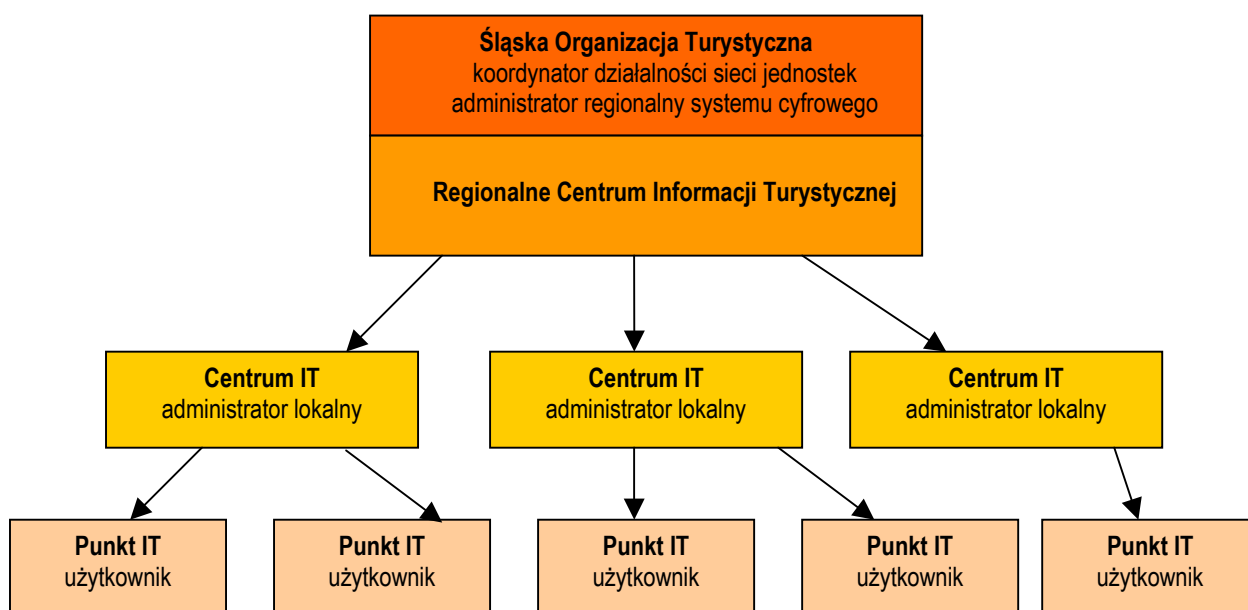 Śląska Organizacja Turystyczna
koordynator działalności sieci jednostek
administrator regionalny systemu cyfrowego
Regionalne Centrum Informacji Turystycznej
Centrum IT
administrator lokalny
Centrum IT
administrator lokalny
Centrum IT
administrator lokalny
Punkt IT
użytkownik
Punkt IT
użytkownik
Punkt IT
użytkownik
Punkt IT
użytkownik
Punkt IT
użytkownik